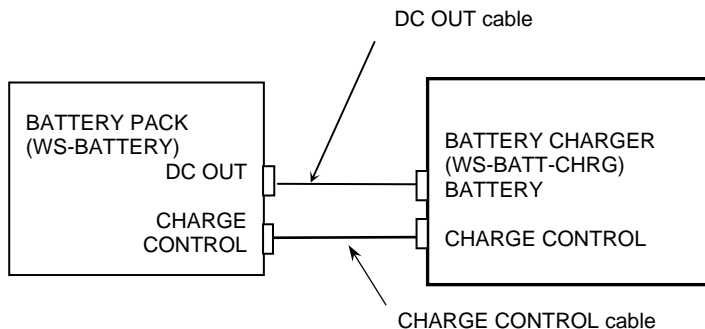 DC OUT cable
BATTERY PACK
(WS-BATTERY)
DC OUT
CHARGE
CONTROL
BATTERY CHARGER
(WS-BATT-CHRG)
BATTERY
CHARGE CONTROL
CHARGE CONTROL cable